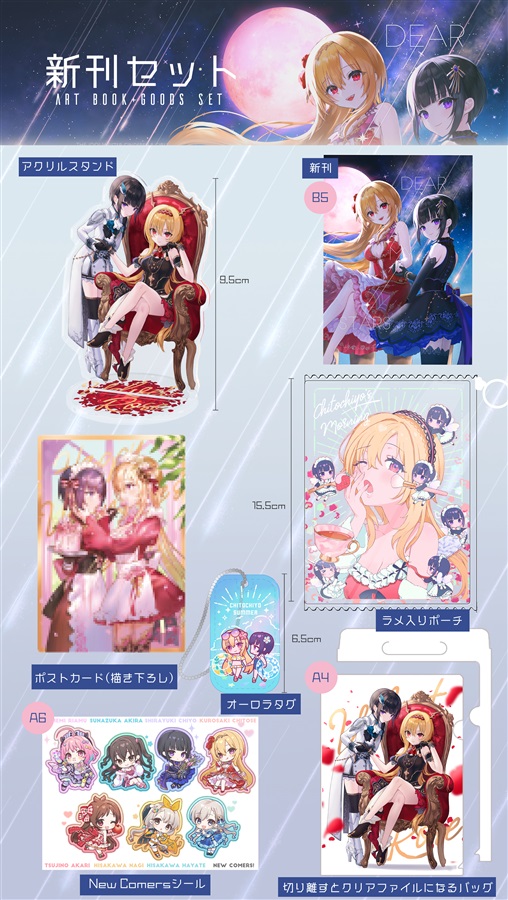 DEAR
新刊セット
ART BOOK+GOODS SET
アクリルスタンド
新刊
B5
DEAR
9.5cm
Chitochiyo's
Morning
15.5cm
CHITOCHIYO
SUMMER
6.5cm
ラメ入りポーチ
ポストカード(描き下ろし)
オーロラタグ
A4
A6
SUNAZUKA AKIRA
SHIRAYUKI CHIYO
KUROSAKI CHITOSE
TSUJINO AKARI
HISAKAWA NAGI
HISAKAWA HAYATE
NEW COMERS!
New Comersシール
切り離すとクリアファイルになるバッグ